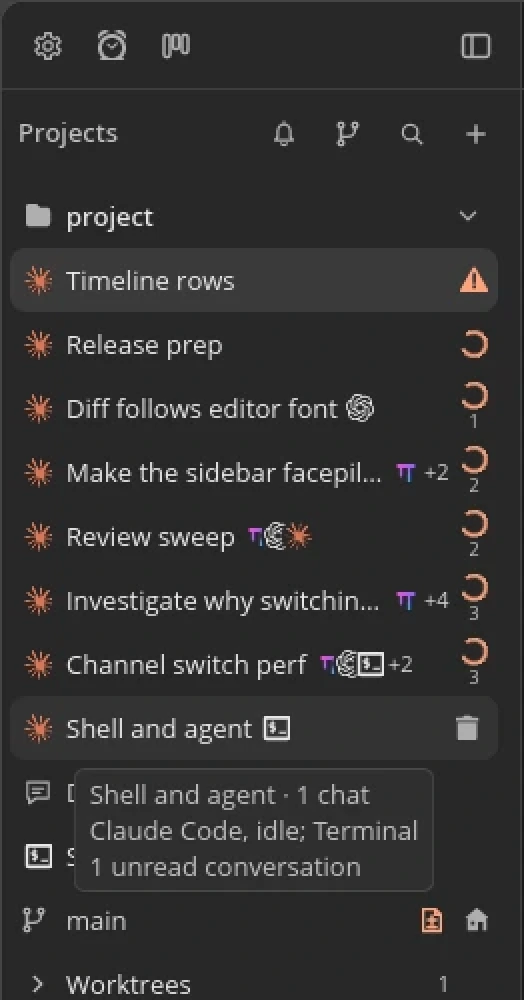 Projects
project
Timeline rows
Release prep
Diff follows editor font
1
Make the sidebar facepil... +2
2
Review sweep
2
Investigate why switchin... +4
3
Channel switch perf +2
3
Shell and agent
Shell and agent · 1 chat
Claude Code, idle; Terminal
1 unread conversation
main
Worktrees 1